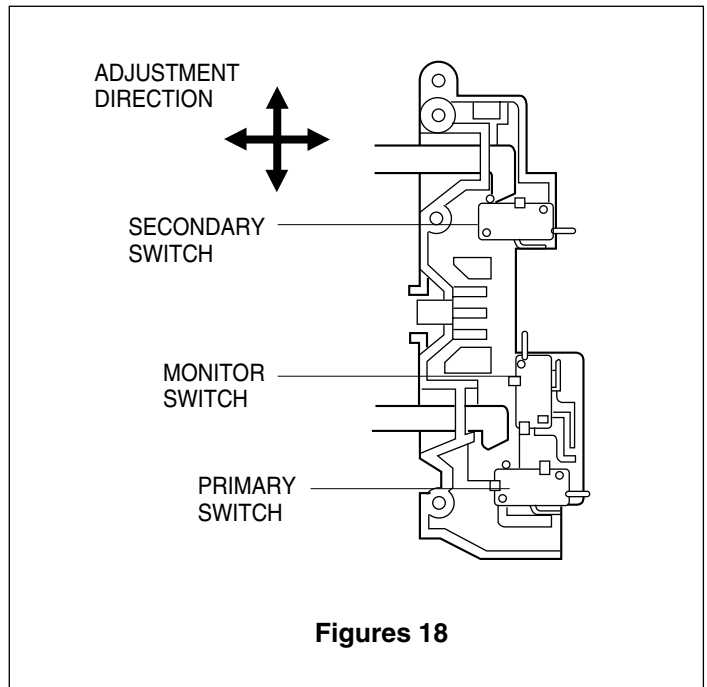 ADJUSTMENT
DIRECTION
SECONDARY
SWITCH
MONITOR
SWITCH
PRIMARY
SWITCH
Figures 18